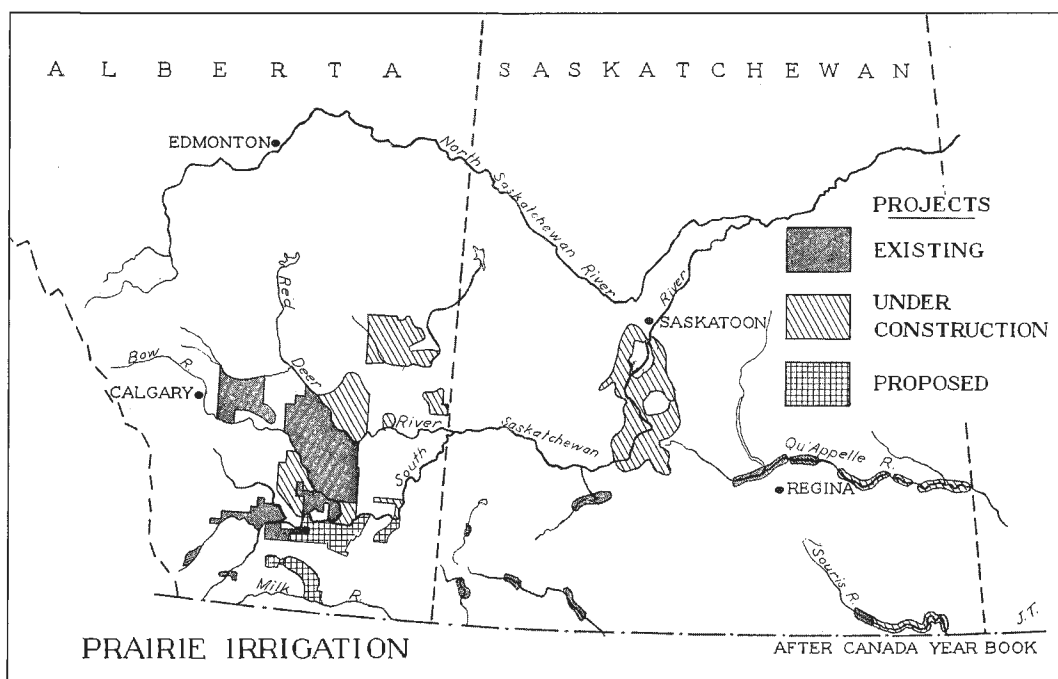 ALBERTA SASKATCHEWAN
EDMONTON
North Saskatchewan River
PROJECTS
EXISTING
UNDER
CONSTRUCTION
PROPOSED
Red
Deer
River
River
SASKATOON
Bow
R.
CALGARY
South
Saskatchewan
Qu'Appelle
R.
REGINA
Souris R.
Milk
R.
J.T.
PRAIRIE IRRIGATION
AFTER CANADA YEAR BOOK